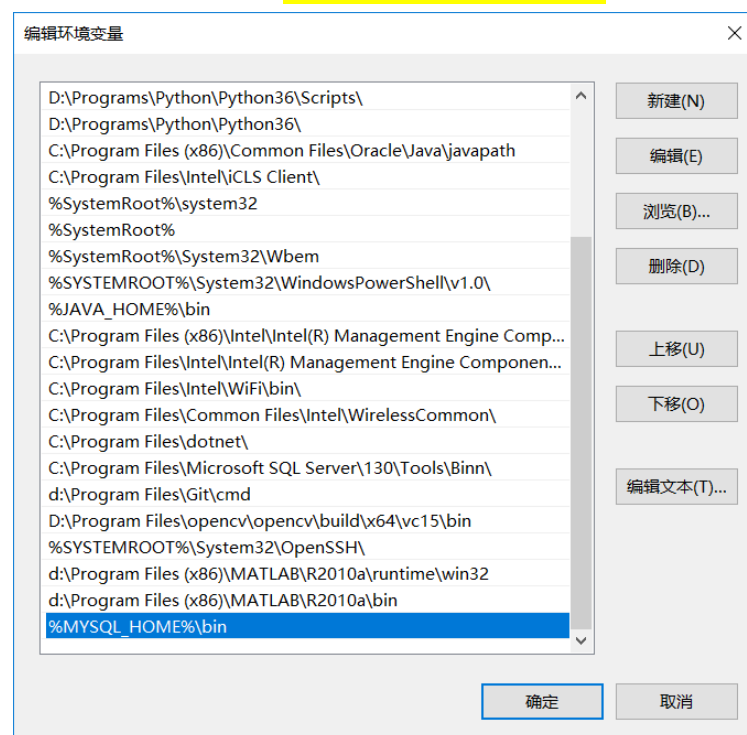 编辑环境变量
D:\Programs\Python\Python36\Scripts\
新建(N)
D:\Programs\Python\Python36\
C:\Program Files (x86)\Common Files\Oracle\Java\javapath
编辑(E)
C:\Program Files\Intel\iCLS Client\
%SystemRoot%\system32
浏览(B)...
%SystemRoot%
%SystemRoot%\System32\Wbem
删除(D)
%SYSTEMROOT%\System32\WindowsPowerShell\v1.0\
%JAVA_HOME%\bin
C:\Program Files (x86)\Intel\Intel(R) Management Engine Comp...
上移(U)
C:\Program Files\Intel\Intel(R) Management Engine Componen...
C:\Program Files\Intel\WiFi\bin\
下移(O)
C:\Program Files\Common Files\Intel\WirelessCommon\
C:\Program Files\dotnet\
C:\Program Files\Microsoft SQL Server\130\Tools\Binn\
编辑文本(T)...
d:\Program Files\Git\cmd
D:\Program Files\opencv\opencv\build\x64\vc15\bin
%SYSTEMROOT%\System32\OpenSSH\
d:\Program Files (x86)\MATLAB\R2010a\runtime\win32
d:\Program Files (x86)\MATLAB\R2010a\bin
%MYSQL_HOME%\bin
确定
取消